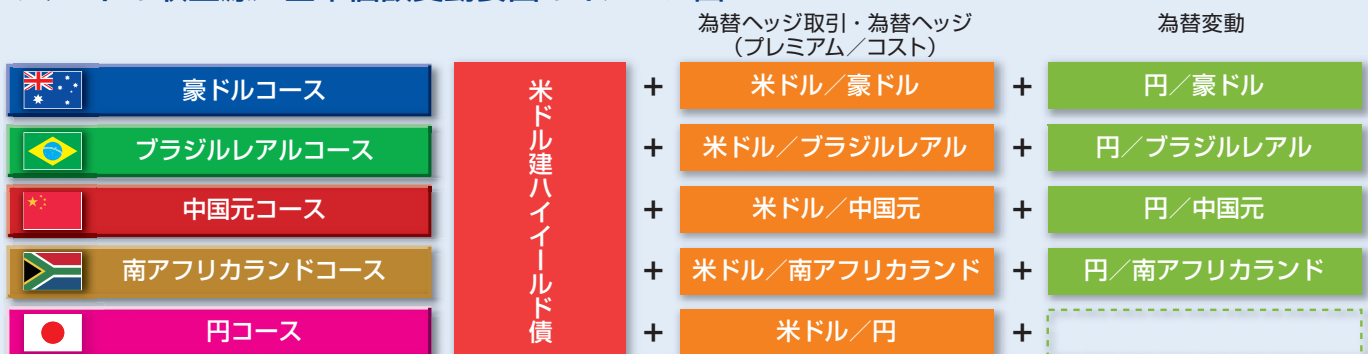 為替ヘッジ取引・為替ヘッジ
（プレミアム／コスト）
為替変動
豪ドルコース
米ドル建ハイイールド債
+
米ドル／豪ドル
+
円／豪ドル
ブラジルレアルコース
+
米ドル／ブラジルレアル
+
円／ブラジルレアル
中国元コース
+
米ドル／中国元
+
円／中国元
南アフリカランドコース
+
米ドル／南アフリカランド
+
円／南アフリカランド
円コース
+
米ドル／円
+